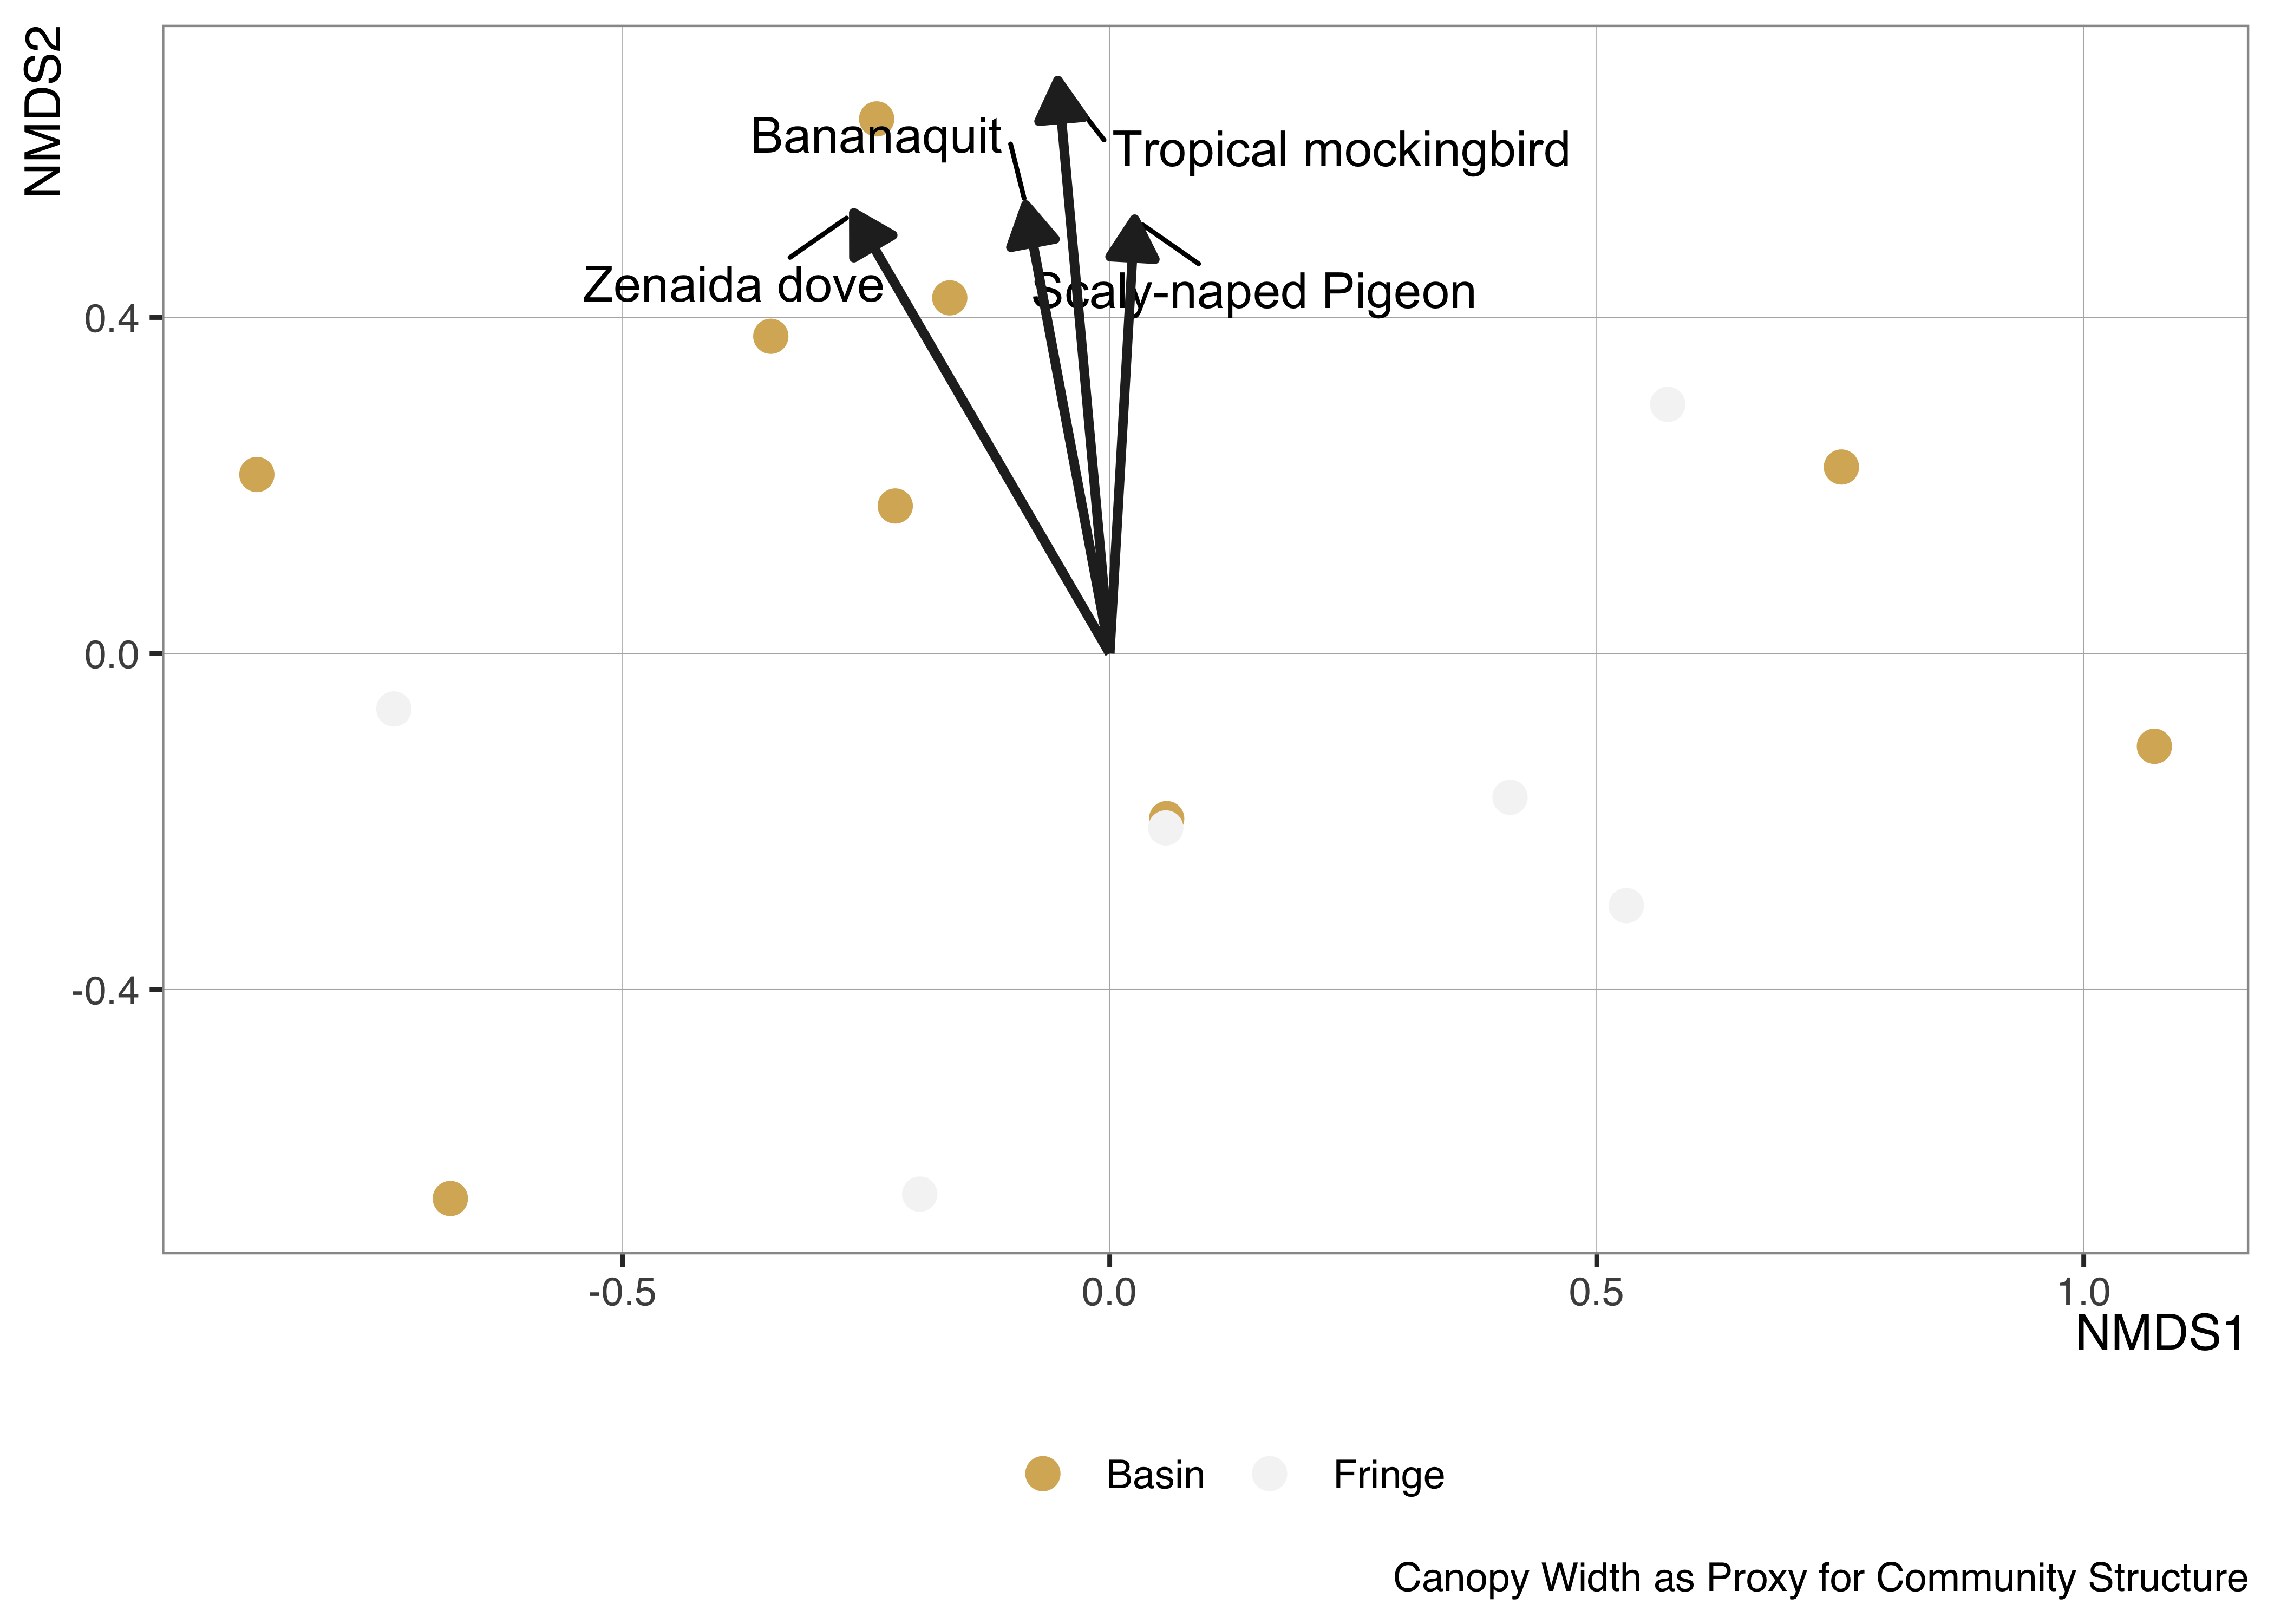 NMDS2
Bananaquit
Tropical mockingbird
Zenaida dove
Scaly-naped Pigeon
0.4
0.0
-0.4
-0.5
0.0
0.5
1.0
NMDS1
Basin
Fringe
Canopy Width as Proxy for Community Structure